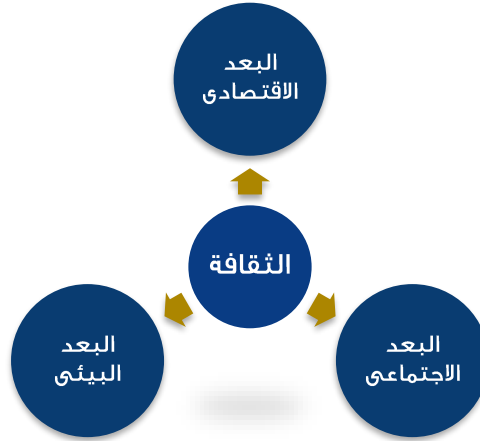 البعد
الاقتصادى
الثقافة
البعد
الاجتماعى
البعد
البيئى